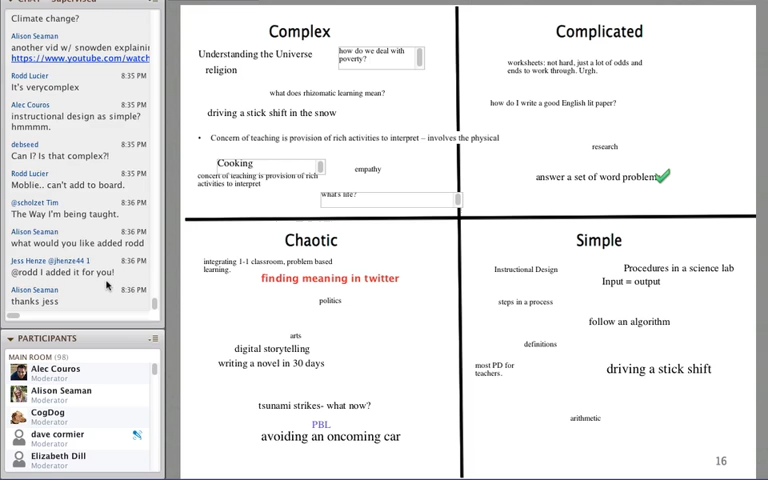 CHAT - Supervised
Climate change?
Alison Seaman
another vid w/ snowden explainin
https://www.youtube.com/watch
Rodd Lucier 8:35 PM
It's verycomplex
Alec Couros 8:35 PM
instructional design as simple?
hmmmm.
debseed 8:35 PM
Can I? Is that complex?!
Rodd Lucier 8:35 PM
Moblie.. can't add to board.
@scholzet Tim 8:36 PM
The Way I'm being taught.
Alison Seaman 8:36 PM
what would you like added rodd
Jess Henze @jhenze44 1 8:36 PM
@rodd I added it for you!
Alison Seaman 8:36 PM
thanks jess
PARTICIPANTS
MAIN ROOM (98)
Alec Couros
Moderator
Alison Seaman
Moderator
CogDog
Moderator
dave cormier
Moderator
Elizabeth Dill
Moderator
Complex
Understanding the Universe
how do we deal with
poverty?
religion
what does rhizomatic learning mean?
driving a stick shift in the snow
• Concern of teaching is provision of rich activities to interpret – involves the physical
Cooking
concert of teaching is provision of rich
activities to interpret
empathy
what's life?
Complicated
worksheets: not hard, just a lot of odds and
ends to work through. Urgh.
how do I write a good English lit paper?
research
answer a set of word problem
Chaotic
integrating 1-1 classroom, problem based
learning.
finding meaning in twitter
politics
arts
digital storytelling
writing a novel in 30 days
tsunami strikes- what now?
PBL
avoiding an oncoming car
Simple
Instructional Design
Procedures in a science lab
Input = output
steps in a process
follow an algorithm
definitions
most PD for
teachers.
driving a stick shift
arithmetic
16